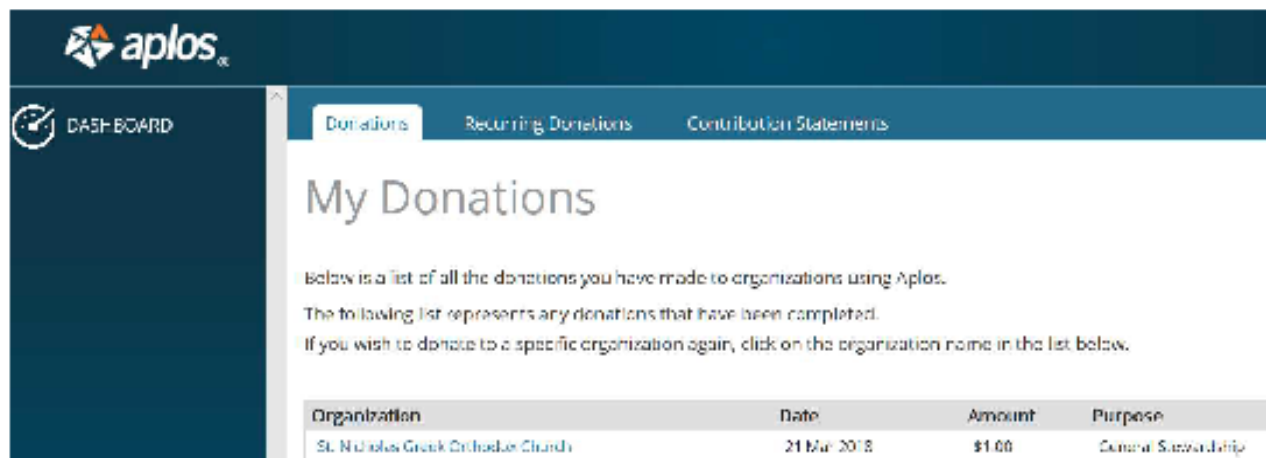 aplos
DASHBOARD
Donations Recurring Donations Contribution Statements
My Donations
Below is a list of all the donations you have made to organizations using Aplos.
The following list represents any donations that have been completed.
If you wish to donate to a specific organization again, click on the organization name in the list below.
Organization Date Amount Purpose
St. Nicholas Greek Orthodox Church 21 Mar 2018 $1.00 General Stewardship